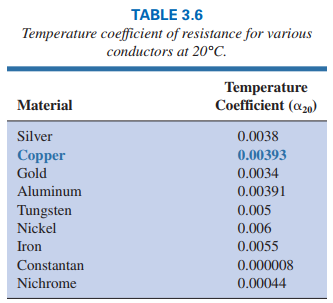 TABLE 3.6
Temperature coefficient of resistance for various
conductors at 20°C.
Temperature
Material Coefficient (α₂₀)
Silver 0.0038
Copper 0.00393
Gold 0.0034
Aluminum 0.00391
Tungsten 0.005
Nickel 0.006
Iron 0.0055
Constantan 0.000008
Nichrome 0.00044